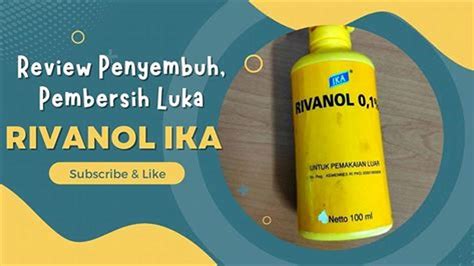 Review Penyembuh,
Pembersih Luka
RIVANOL IKA
Subscribe & Like
IKA
RIVANOL 0,1%
UNTUK PEMAKAIAN LUAR
Netto 100 ml